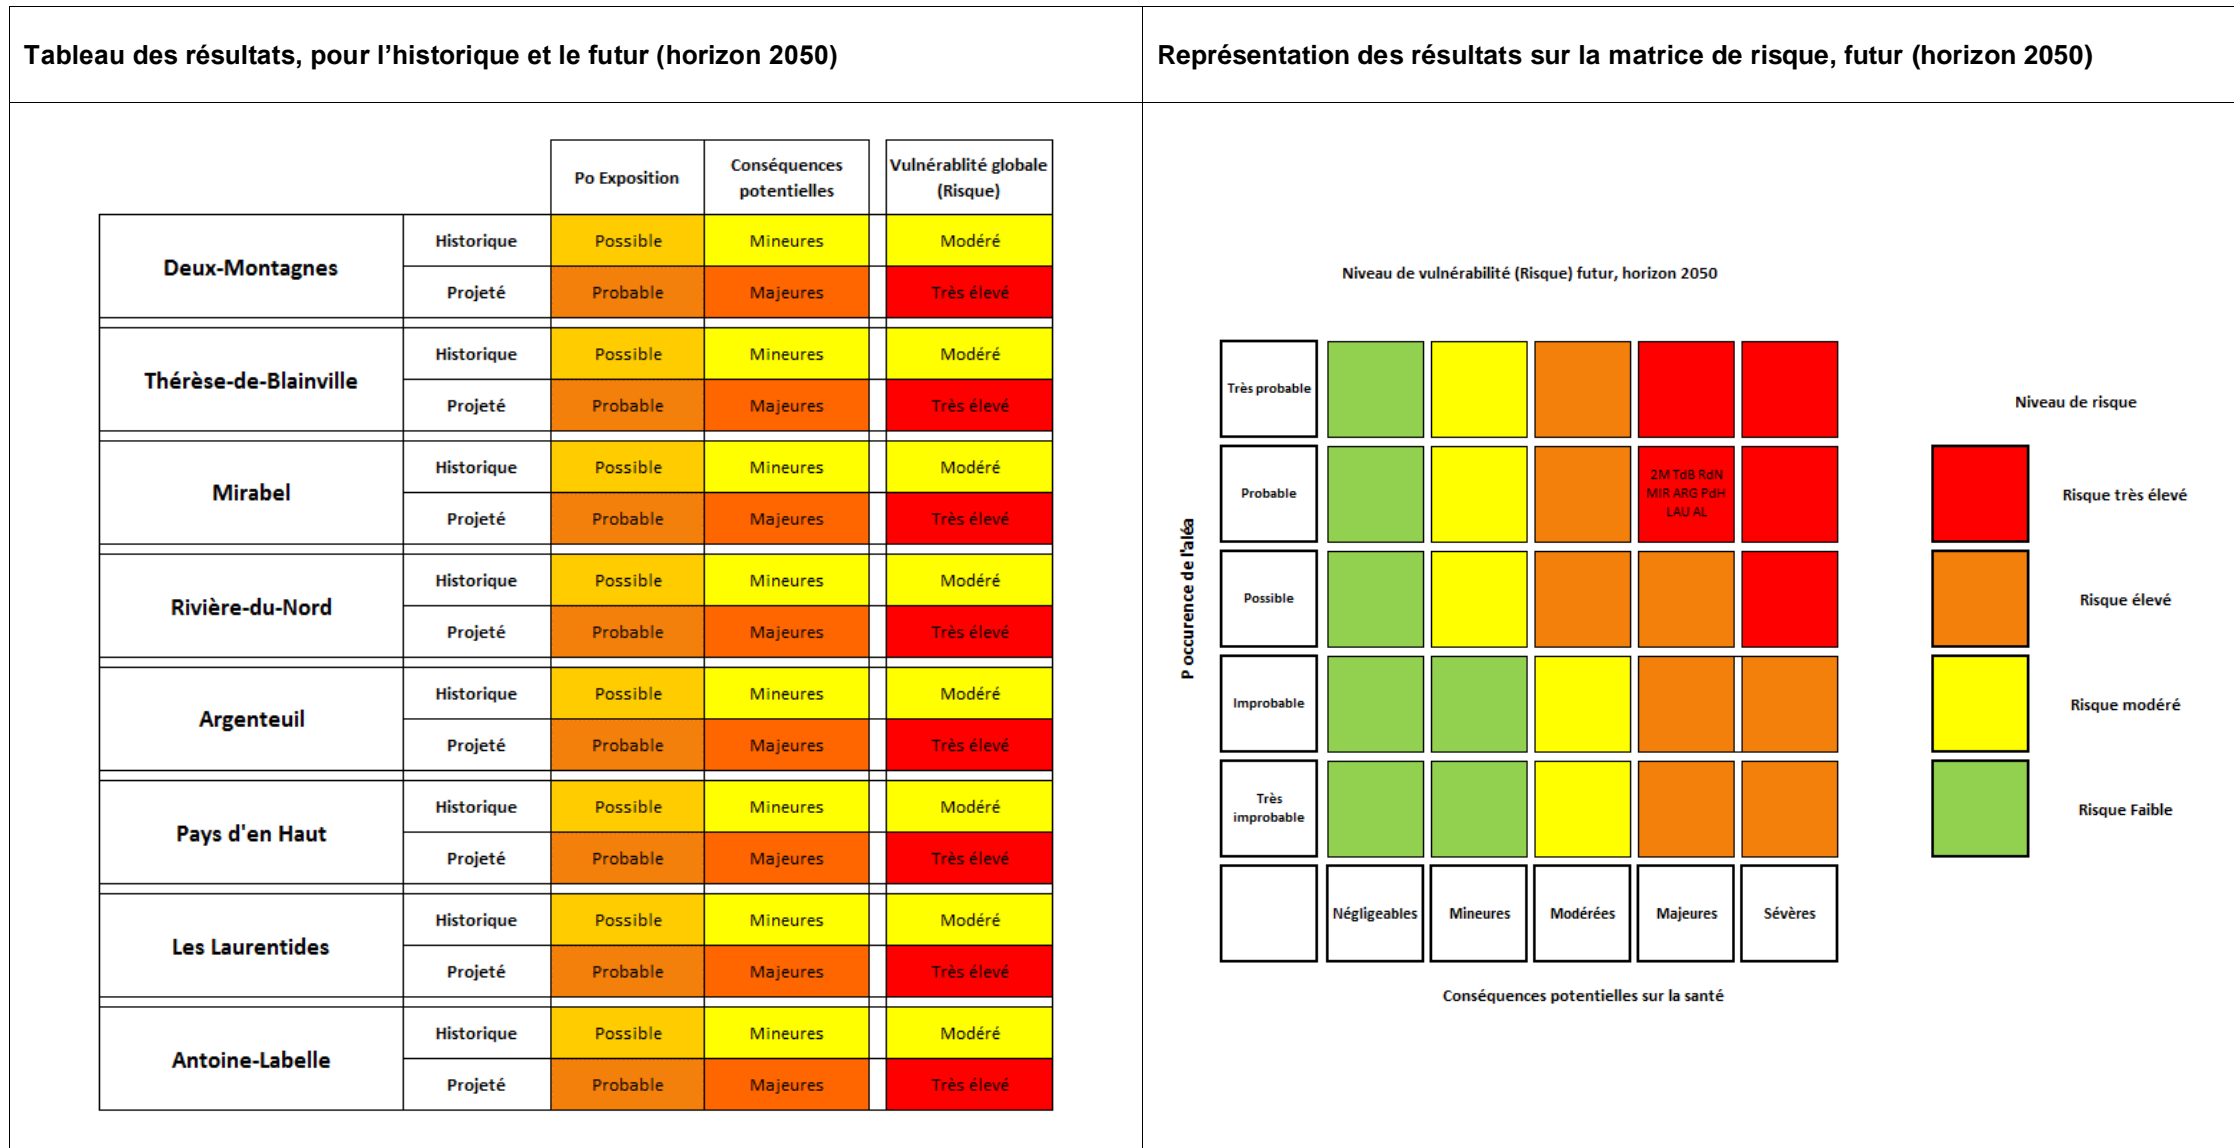 Tableau des résultats, pour l'historique et le futur (horizon 2050)
Représentation des résultats sur la matrice de risque, futur (horizon 2050)
Po Exposition
Conséquences
potentielles
Vulnérablité globale
(Risque)
Deux-Montagnes
Historique
Possible
Mineures
Modéré
Projeté
Probable
Majeures
Très élevé
Thérèse-de-Blainville
Historique
Possible
Mineures
Modéré
Projeté
Probable
Majeures
Très élevé
Mirabel
Historique
Possible
Mineures
Modéré
Projeté
Probable
Majeures
Très élevé
Rivière-du-Nord
Historique
Possible
Mineures
Modéré
Projeté
Probable
Majeures
Très élevé
Argenteuil
Historique
Possible
Mineures
Modéré
Projeté
Probable
Majeures
Très élevé
Pays d'en Haut
Historique
Possible
Mineures
Modéré
Projeté
Probable
Majeures
Très élevé
Les Laurentides
Historique
Possible
Mineures
Modéré
Projeté
Probable
Majeures
Très élevé
Antoine-Labelle
Historique
Possible
Mineures
Modéré
Projeté
Probable
Majeures
Très élevé
Niveau de vulnérabilité (Risque) futur, horizon 2050
P occurence de l'aléa
Très probable
Probable
2M TdB RdN
MIR ARG PdH
LAU AL
Possible
Improbable
Très
improbable
Négligeables
Mineures
Modérées
Majeures
Sévères
Conséquences potentielles sur la santé
Niveau de risque
Risque très élevé
Risque élevé
Risque modéré
Risque Faible